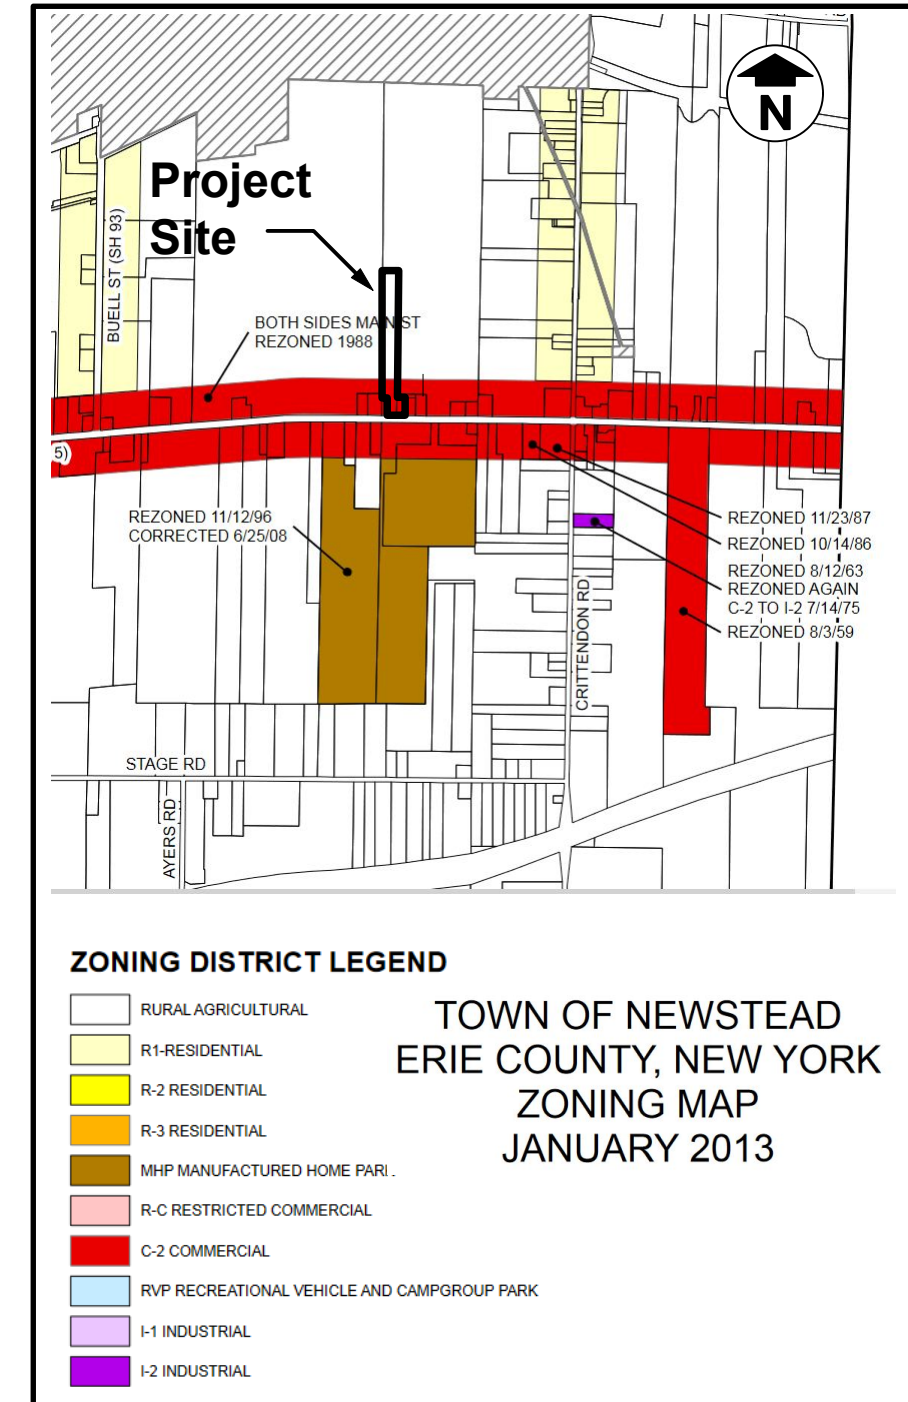 N
Project
Site
BUELL ST (SH 93)
BOTH SIDES MAIN ST
REZONED 1988
5)
REZONED 11/12/96
CORRECTED 6/25/08
REZONED 11/23/87
REZONED 10/14/86
REZONED 8/12/63
REZONED AGAIN
C-2 TO I-2 7/14/75
REZONED 8/3/59
CRITTENDON RD
STAGE RD
AYERS RD
ZONING DISTRICT LEGEND
RURAL AGRICULTURAL
R1-RESIDENTIAL
R-2 RESIDENTIAL
R-3 RESIDENTIAL
MHP MANUFACTURED HOME PAR
R-C RESTRICTED COMMERCIAL
C-2 COMMERCIAL
RVP RECREATIONAL VEHICLE AND CAMPGROUP PARK
I-1 INDUSTRIAL
I-2 INDUSTRIAL
TOWN OF NEWSTEAD
ERIE COUNTY, NEW YORK
ZONING MAP
JANUARY 2013